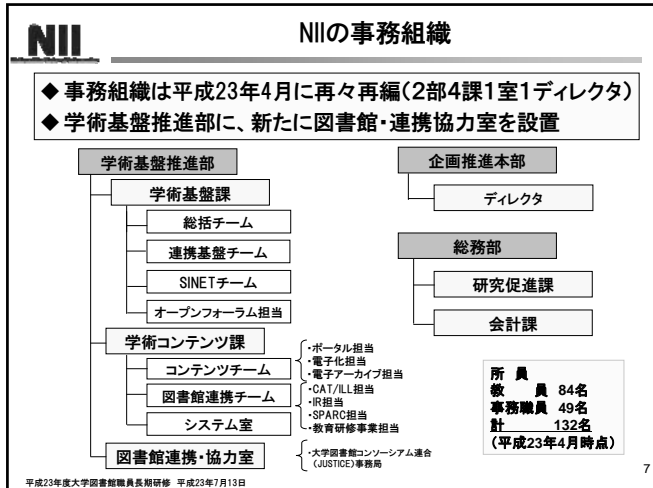 NII
NIIの事務組織
◆ 事務組織は平成23年4月に再々再編(2部4課1室1ディレクタ)
◆ 学術基盤推進部に、新たに図書館・連携協力室を設置
学術基盤推進部
学術基盤課
総括チーム
連携基盤チーム
SINETチーム
オープンフォーラム担当
学術コンテンツ課
コンテンツチーム
・ポータル担当
・電子化担当
・電子アーカイブ担当
図書館連携チーム
・CAT/ILL担当
・IR担当
・SPARC担当
・教育研修事業担当
システム室
図書館連携・協力室
・大学図書館コンソーシアム連合
(JUSTICE)事務局
企画推進本部
ディレクタ
総務部
研究促進課
会計課
所 員
教 員 84名
事務職員 49名
計 132名
(平成23年4月時点)
平成23年度大学図書館職員長期研修 平成23年7月13日
7